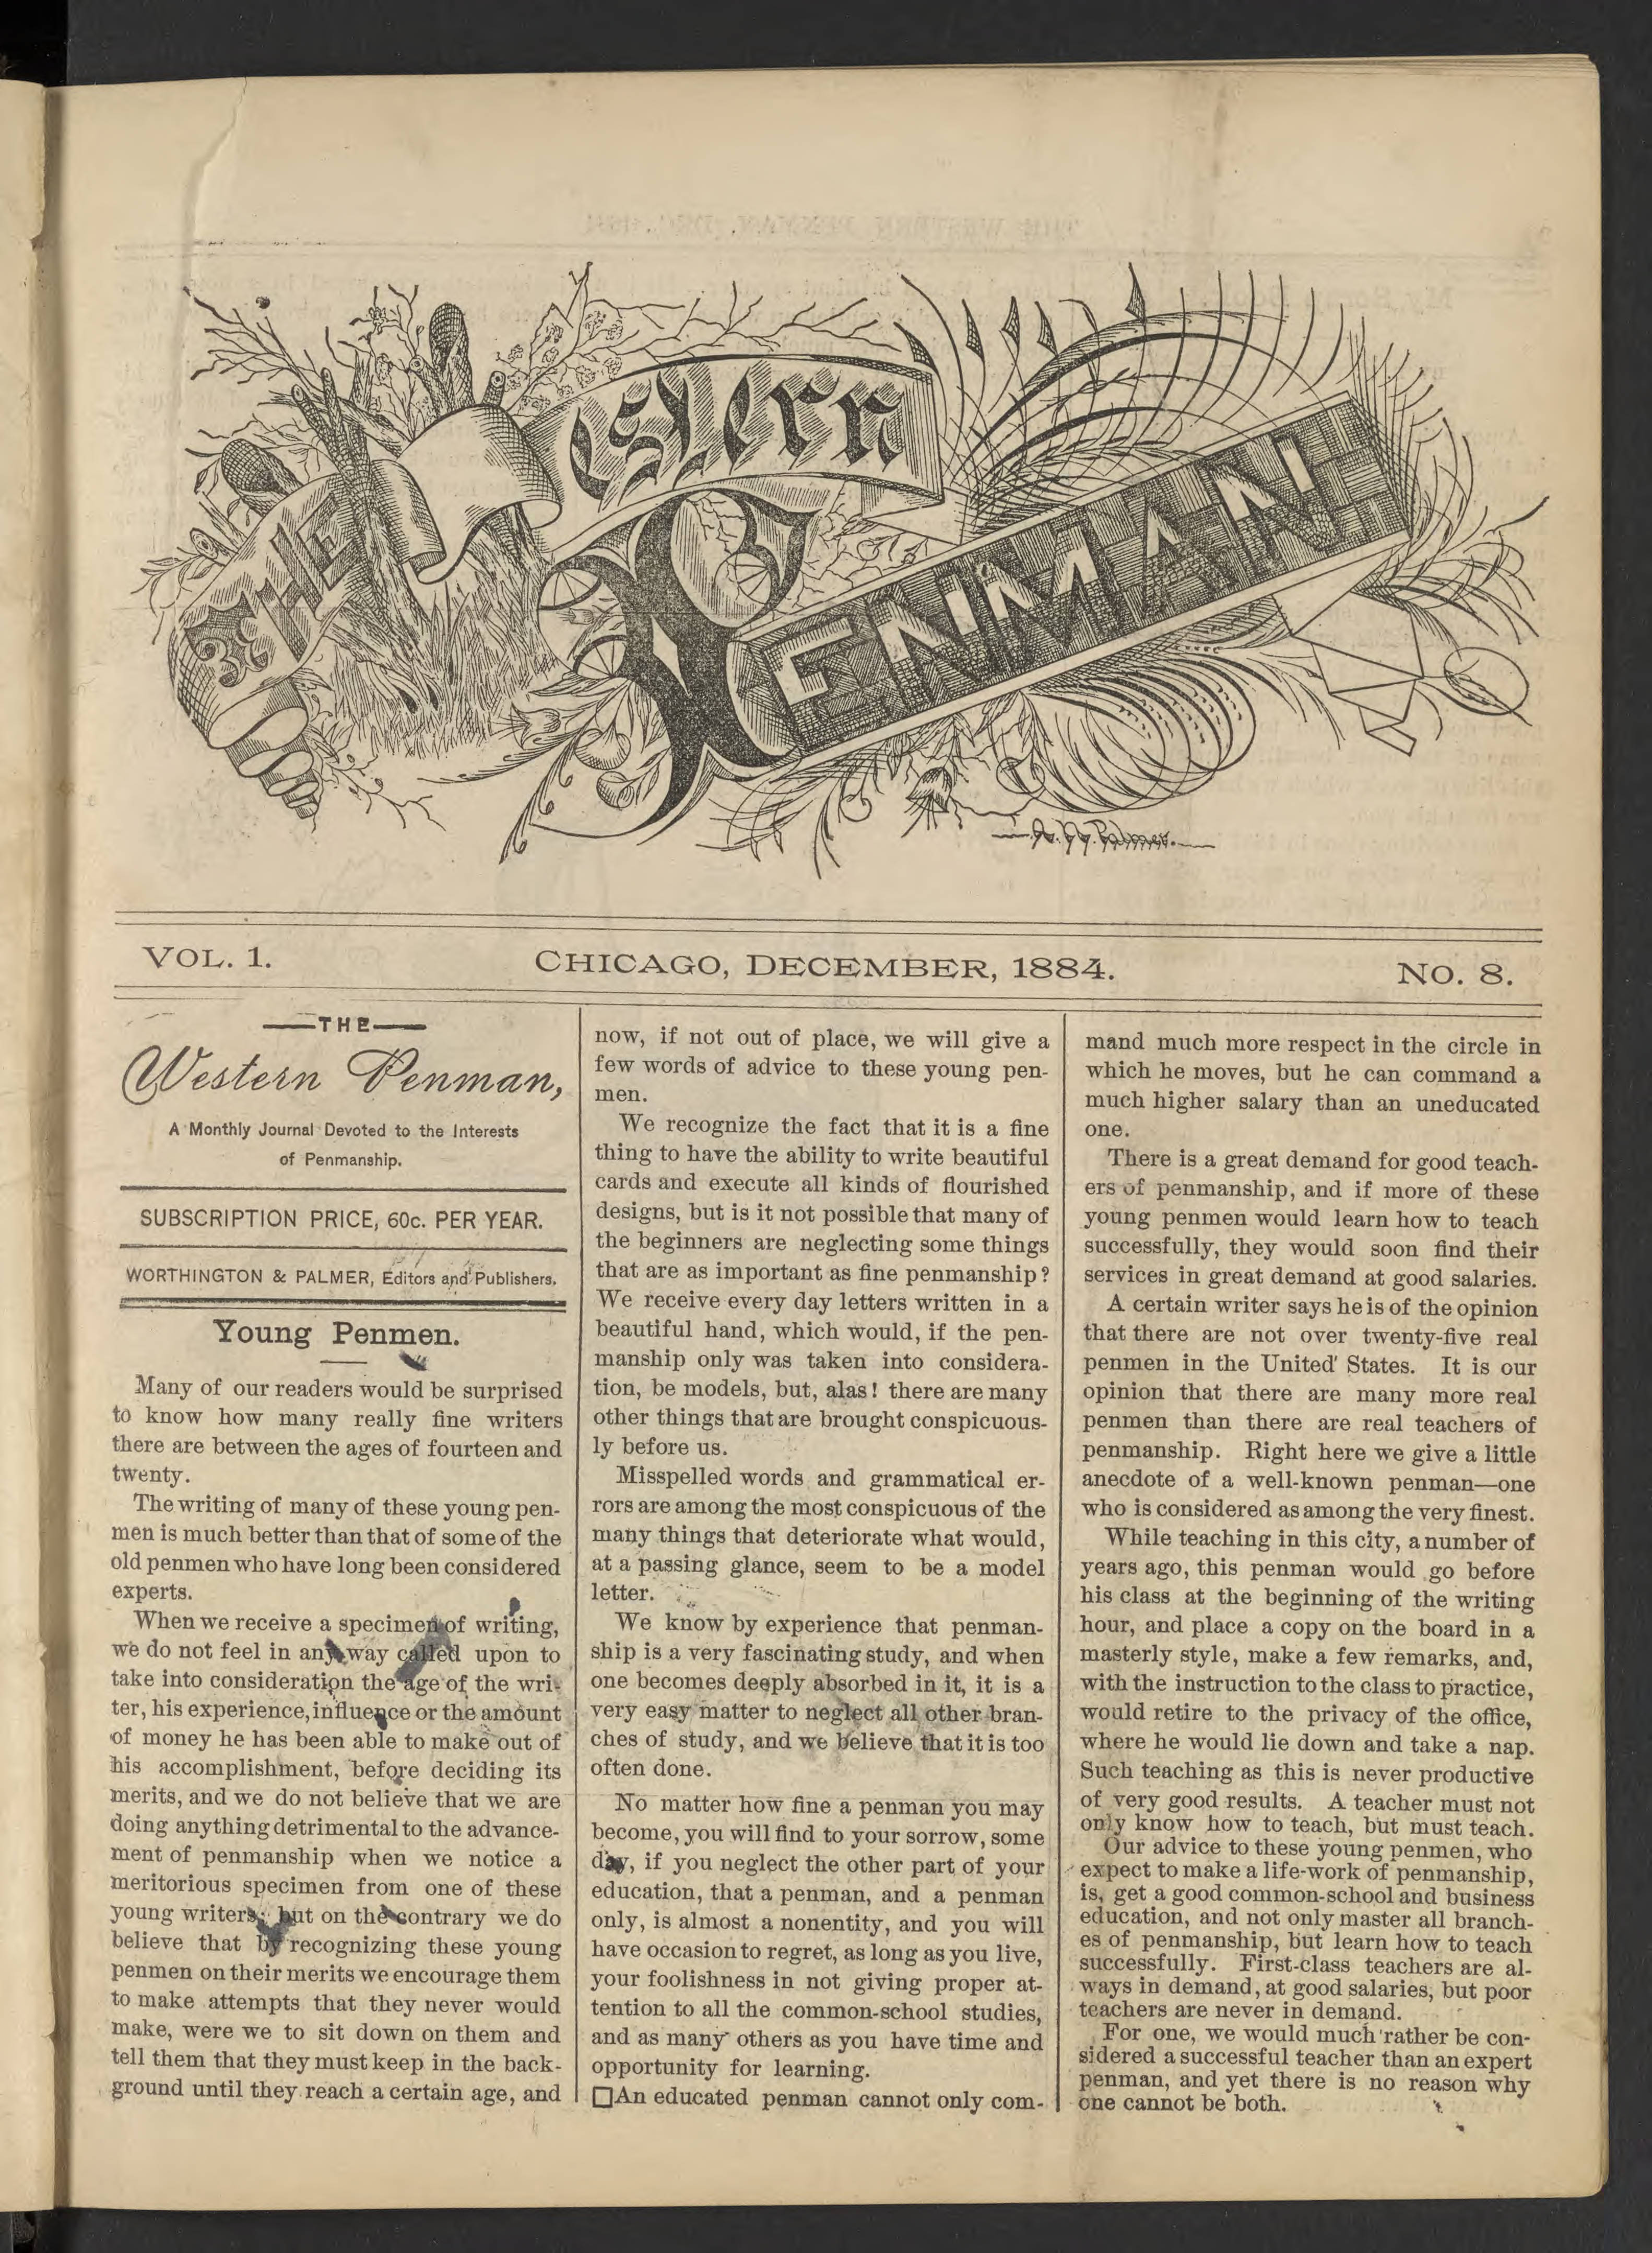 THE
Western
PENMAN
A. N. Palmer.
VOL. 1.
CHICAGO, DECEMBER, 1884.
NO. 8.
—THE—
Western Penman,
A Monthly Journal Devoted to the Interests
of Penmanship.
SUBSCRIPTION PRICE, 60c. PER YEAR.
WORTHINGTON & PALMER, Editors and Publishers.
Young Penmen.
Many of our readers would be surprised
to know how many really fine writers
there are between the ages of fourteen and
twenty.
The writing of many of these young pen-
men is much better than that of some of the
old penmen who have long been considered
experts.
When we receive a specimen of writing,
we do not feel in any way called upon to
take into consideration the age of the wri-
ter, his experience, influence or the amount
of money he has been able to make out of
his accomplishment, before deciding its
merits, and we do not believe that we are
doing anything detrimental to the advance-
ment of penmanship when we notice a
meritorious specimen from one of these
young writers; but on the contrary we do
believe that by recognizing these young
penmen on their merits we encourage them
to make attempts that they never would
make, were we to sit down on them and
tell them that they must keep in the back-
ground until they reach a certain age, and
now, if not out of place, we will give a
few words of advice to these young pen-
men.
We recognize the fact that it is a fine
thing to have the ability to write beautiful
cards and execute all kinds of flourished
designs, but is it not possible that many of
the beginners are neglecting some things
that are as important as fine penmanship?
We receive every day letters written in a
beautiful hand, which would, if the pen-
manship only was taken into considera-
tion, be models, but, alas! there are many
other things that are brought conspicuous-
ly before us.
Misspelled words and grammatical er-
rors are among the most conspicuous of the
many things that deteriorate what would,
at a passing glance, seem to be a model
letter.
We know by experience that penman-
ship is a very fascinating study, and when
one becomes deeply absorbed in it, it is a
very easy matter to neglect all other bran-
ches of study, and we believe that it is too
often done.
No matter how fine a penman you may
become, you will find to your sorrow, some
day, if you neglect the other part of your
education, that a penman, and a penman
only, is almost a nonentity, and you will
have occasion to regret, as long as you live,
your foolishness in not giving proper at-
tention to all the common-school studies,
and as many others as you have time and
opportunity for learning.
An educated penman cannot only com-
mand much more respect in the circle in
which he moves, but he can command a
much higher salary than an uneducated
one.
There is a great demand for good teach-
ers of penmanship, and if more of these
young penmen would learn how to teach
successfully, they would soon find their
services in great demand at good salaries.
A certain writer says he is of the opinion
that there are not over twenty-five real
penmen in the United States. It is our
opinion that there are many more real
penmen than there are real teachers of
penmanship. Right here we give a little
anecdote of a well-known penman—one
who is considered as among the very finest.
While teaching in this city, a number of
years ago, this penman would go before
his class at the beginning of the writing
hour, and place a copy on the board in a
masterly style, make a few remarks, and,
with the instruction to the class to practice,
would retire to the privacy of the office,
where he would lie down and take a nap.
Such teaching as this is never productive
of very good results. A teacher must not
only know how to teach, but must teach.
Our advice to these young penmen, who
expect to make a life-work of penmanship,
is, get a good common-school and business
education, and not only master all branch-
es of penmanship, but learn how to teach
successfully. First-class teachers are al-
ways in demand, at good salaries, but poor
teachers are never in demand.
For one, we would much rather be con-
sidered a successful teacher than an expert
penman, and yet there is no reason why
one cannot be both.